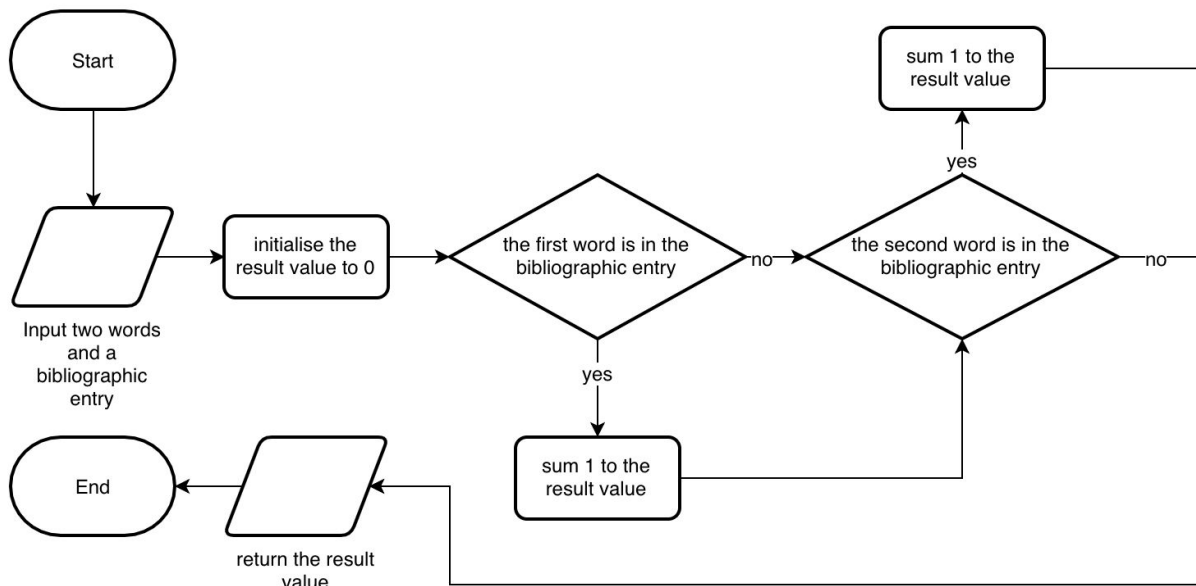 Start
Input two words
and a
bibliographic
entry
initialise the
result value to 0
the first word is in the
bibliographic entry
no
yes
sum 1 to the
result value
the second word is in the
bibliographic entry
yes
no
sum 1 to the
result value
return the result
value
End